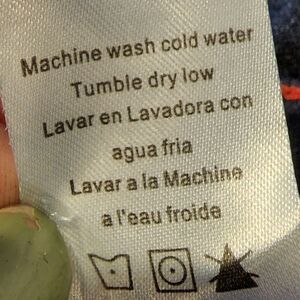 Machine wash cold water
Tumble dry low
Lavar en Lavadora con
agua fria
Lavar a la Machine
a l'eau froide